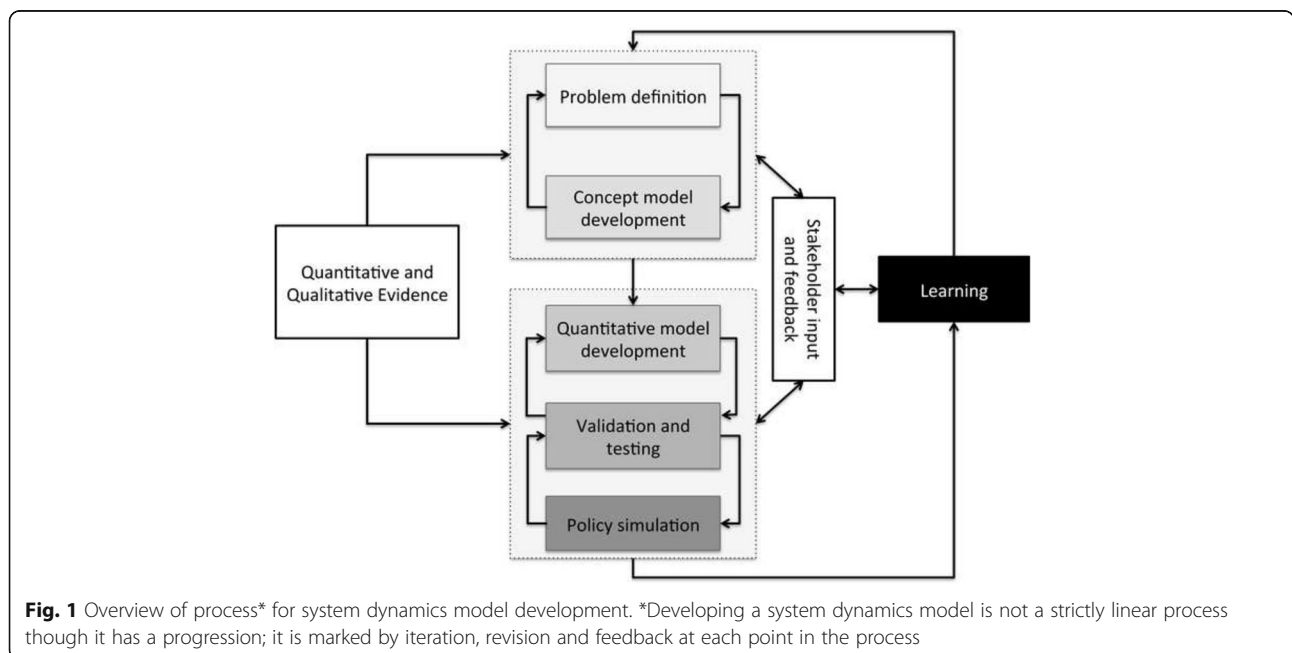 Problem definition
Concept model
development
Quantitative and
Qualitative Evidence
Stakeholder input
and feedback
Learning
Quantitative model
development
Validation and
testing
Policy simulation
Fig. 1 Overview of process* for system dynamics model development. *Developing a system dynamics model is not a strictly linear process
though it has a progression; it is marked by iteration, revision and feedback at each point in the process